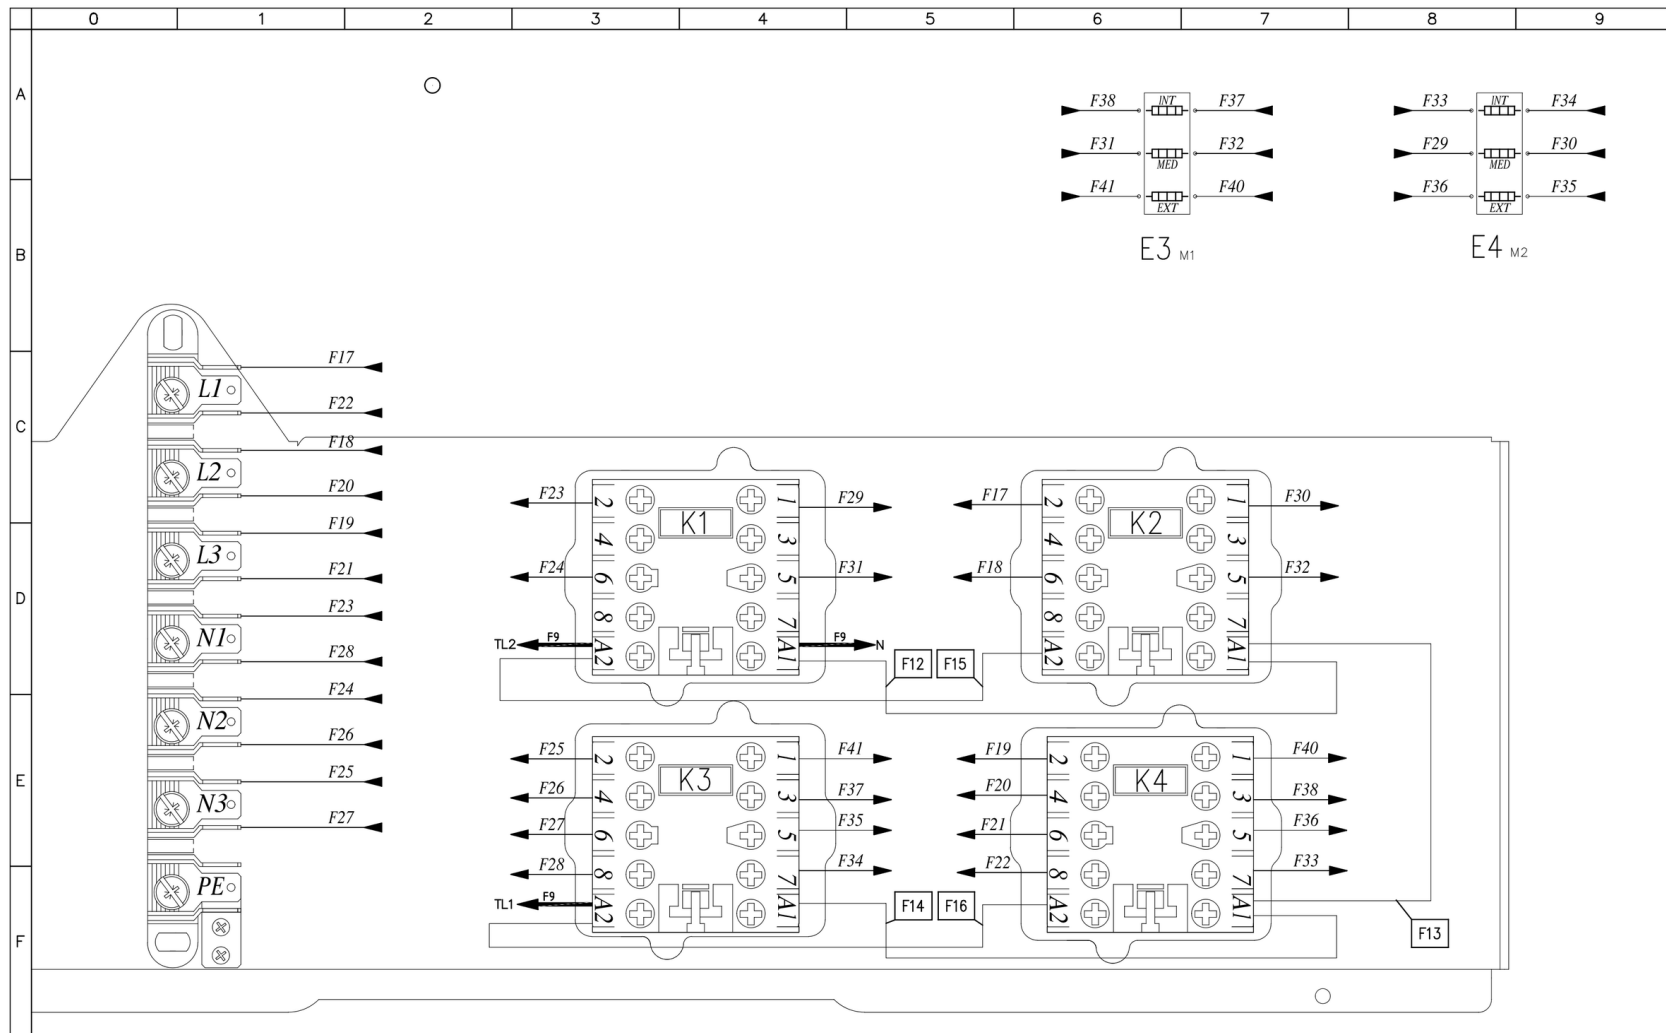 0 1 2 3 4 5 6 7 8 9
A
F38 INT F37 F33 INT F34
F31 MED F32 F29 MED F30
F41 EXT F40 F36 EXT F35
B
E3 M1 E4 M2
F17
L1
C
F22
F18
L2
F20
F19
L3
F21
D
F23
N1
F28
F24
N2
F26
E
F25
N3
F27
PE
F
F23 2 K1 1 F29
4 3
F24 6 5 F31
8 7
TL2 F9 A2 A1 F9 N
F17 2 K2 1 F30
4 3
F18 6 5 F32
8 7
A2 A1
F12 F15
F25 2 K3 1 F41
F26 4 3 F37
F27 6 5 F35
F28 8 7 F34
TL1 F9 A2 A1
F19 2 K4 1 F40
F20 4 3 F38
F21 6 5 F36
F22 8 7 F33
A2 A1
F14 F16
F13